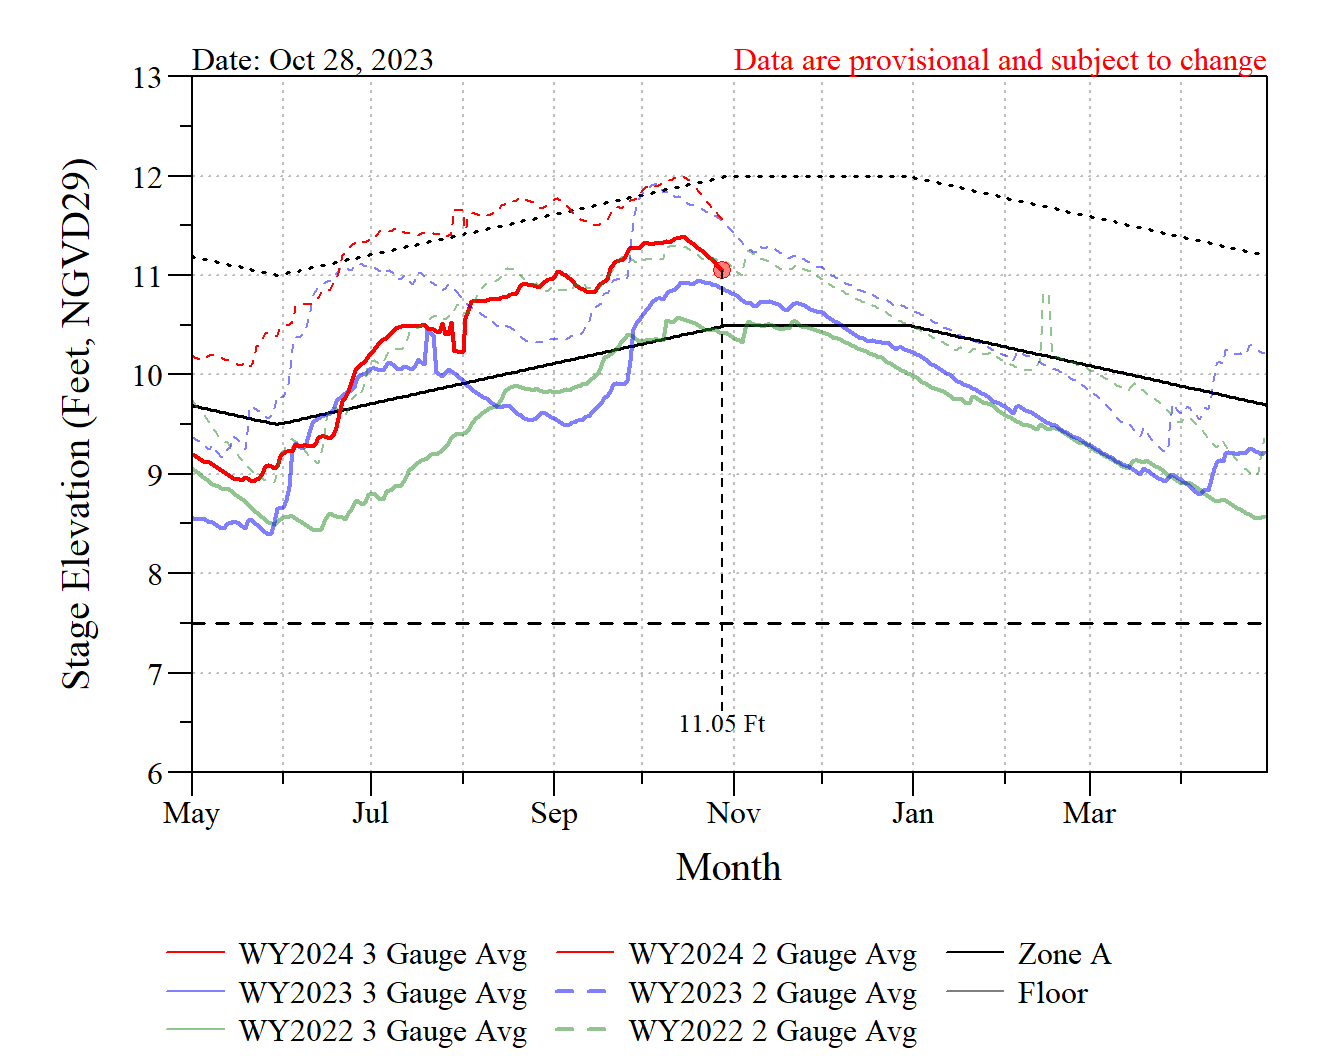 Date: Oct 28, 2023
Data are provisional and subject to change
Stage Elevation (Feet, NGVD29)
13
12
11
10
9
8
7
6
11.05 Ft
May Jul Sep Nov Jan Mar
Month
WY2024 3 Gauge Avg WY2024 2 Gauge Avg Zone A
WY2023 3 Gauge Avg WY2023 2 Gauge Avg Floor
WY2022 3 Gauge Avg WY2022 2 Gauge Avg